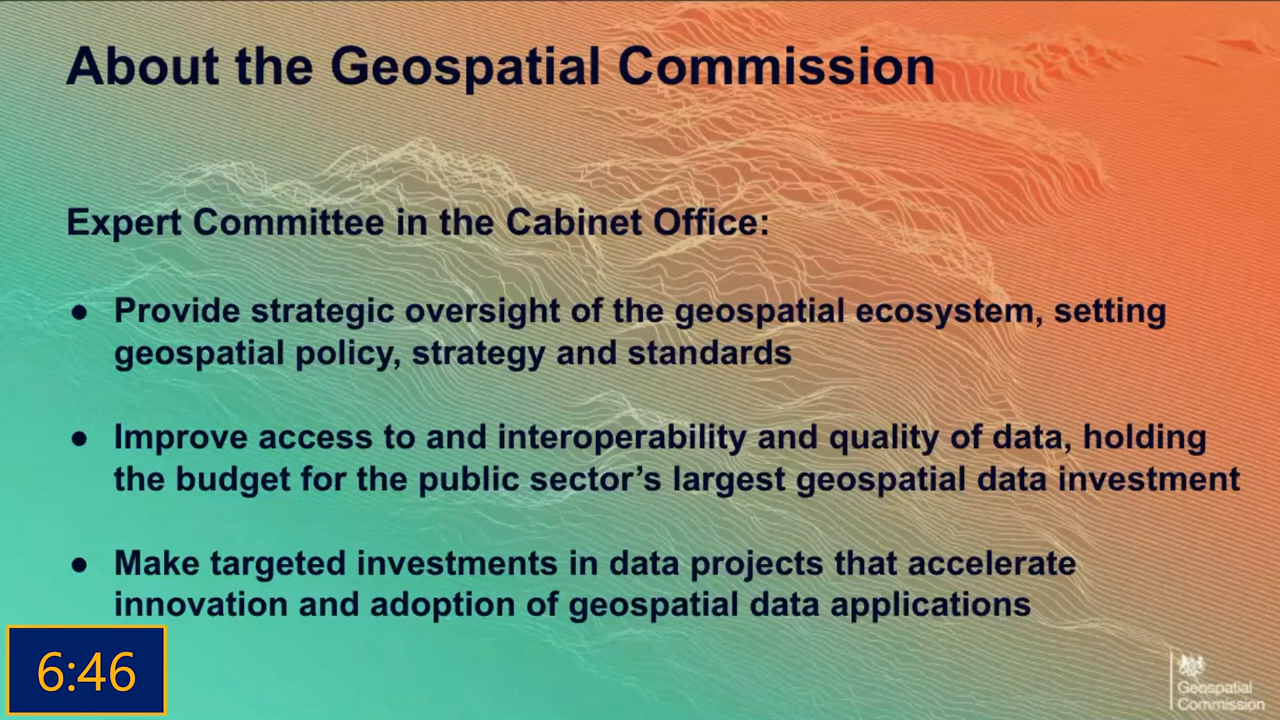 About the Geospatial Commission
Expert Committee in the Cabinet Office:
● Provide strategic oversight of the geospatial ecosystem, setting
geospatial policy, strategy and standards
● Improve access to and interoperability and quality of data, holding
the budget for the public sector’s largest geospatial data investment
● Make targeted investments in data projects that accelerate
innovation and adoption of geospatial data applications
6:46
Geospatial
Commission